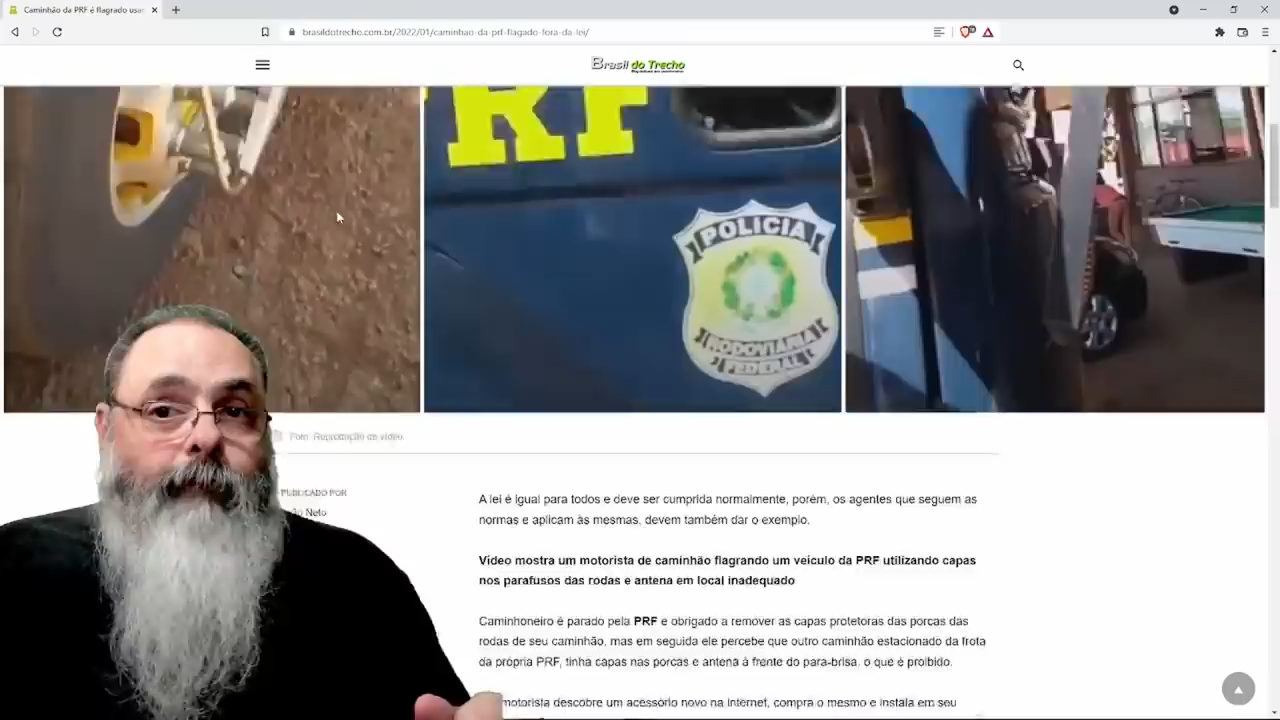 Caminhão da PRF é flagrado usan
brasildotrecho.com.br/2022/01/caminhao-da-prf-flagado-fora-da-lei/
Brasil do Trecho
PRF
POLICIA
RODOVIÁRIA
FEDERAL
Foto: Reprodução de vídeo.
PUBLICADO POR
ão Neto
A lei é igual para todos e deve ser cumprida normalmente, porém, os agentes que seguem as
normas e aplicam às mesmas, devem também dar o exemplo.
Vídeo mostra um motorista de caminhão flagrando um veículo da PRF utilizando capas
nos parafusos das rodas e antena em local inadequado
Caminhoneiro é parado pela PRF e obrigado a remover as capas protetoras das porcas das
rodas de seu caminhão, mas em seguida ele percebe que outro caminhão estacionado da frota
da própria PRF, tinha capas nas porcas e antena à frente do para-brisa, o que é proibido.
motorista descobre um acessório novo na internet, compra o mesmo e instala em seu